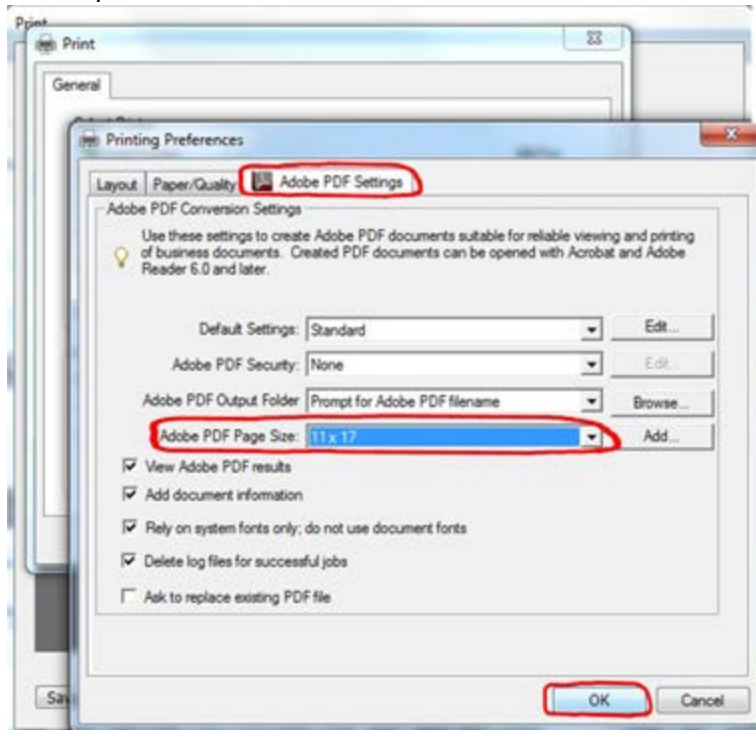 Print
Print
General
Printing Preferences
Layout Paper/Quality Adobe PDF Settings
Adobe PDF Conversion Settings
Use these settings to create Adobe PDF documents suitable for reliable viewing and printing
of business documents. Created PDF documents can be opened with Acrobat and Adobe
Reader 6.0 and later.
Default Settings: Standard Edit...
Adobe PDF Security: None Edit...
Adobe PDF Output Folder Prompt for Adobe PDF filename Browse...
Adobe PDF Page Size: 11 x 17 Add...
View Adobe PDF results
Add document information
Rely on system fonts only; do not use document fonts
Delete log files for successful jobs
Ask to replace existing PDF file
OK Cancel